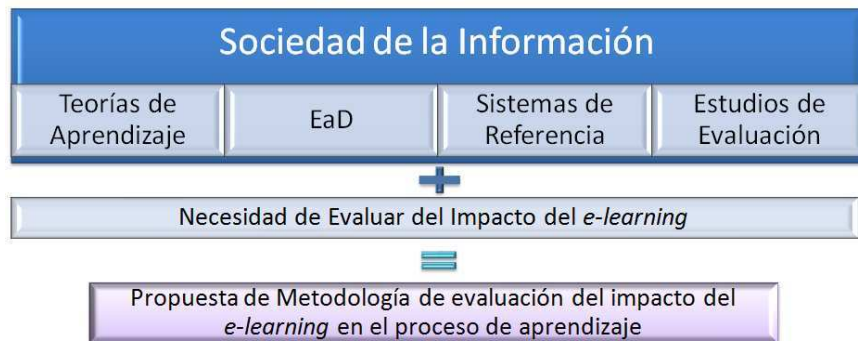 Sociedad de la Información
Teorías de
Aprendizaje
EaD
Sistemas de
Referencia
Estudios de
Evaluación
+
Necesidad de Evaluar del Impacto del e-learning
=
Propuesta de Metodología de evaluación del impacto del
e-learning en el proceso de aprendizaje